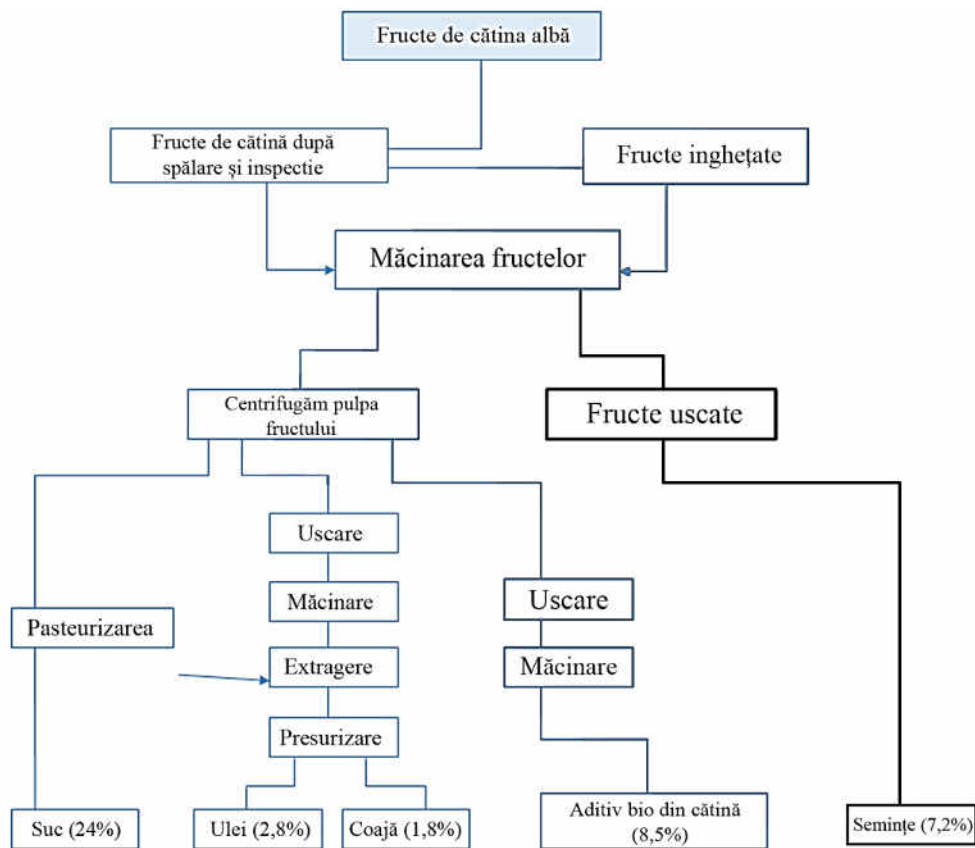 Fructe de cătina albă
Fructe de cătină după
spălare și inspectie
Fructe inghețate
Măcinarea fructelor
Centrifugăm pulpa
fructului
Fructe uscate
Uscare
Măcinare
Uscare
Pasteurizarea
Extragere
Măcinare
Presurizare
Suc (24%)
Ulei (2,8%)
Coajă (1,8%)
Aditiv bio din cătină
(8,5%)
Semințe (7,2%)